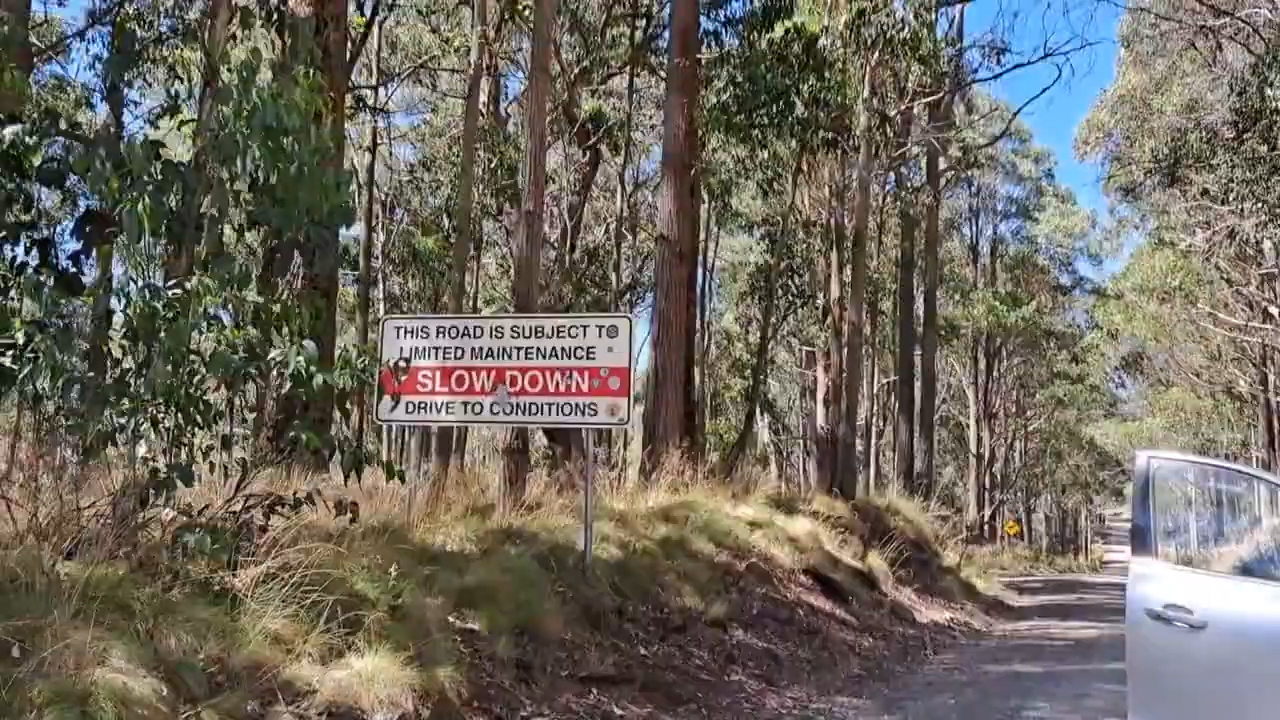 THIS ROAD IS SUBJECT TO
LIMITED MAINTENANCE
SLOW DOWN
DRIVE TO CONDITIONS